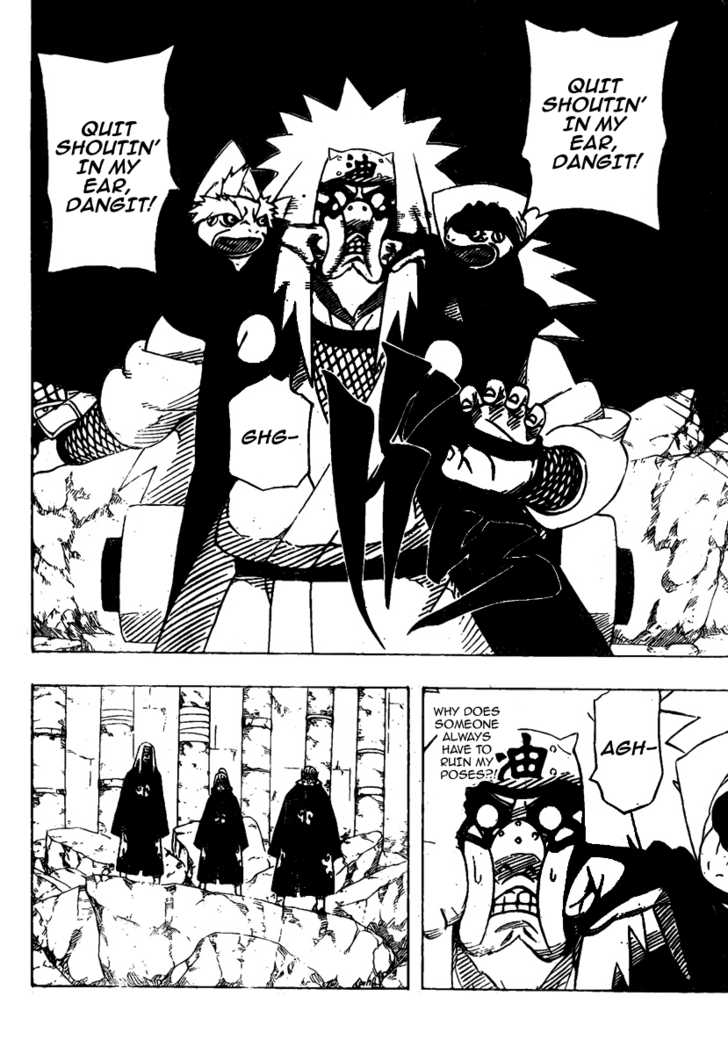 QUIT
SHOUTIN'
IN MY
EAR,
DANGIT!
QUIT
SHOUTIN'
IN MY
EAR,
DANGIT!
油
GHG-
WHY DOES
SOMEONE
ALWAYS
HAVE TO
RUIN MY
POSES?!
油
AGH-